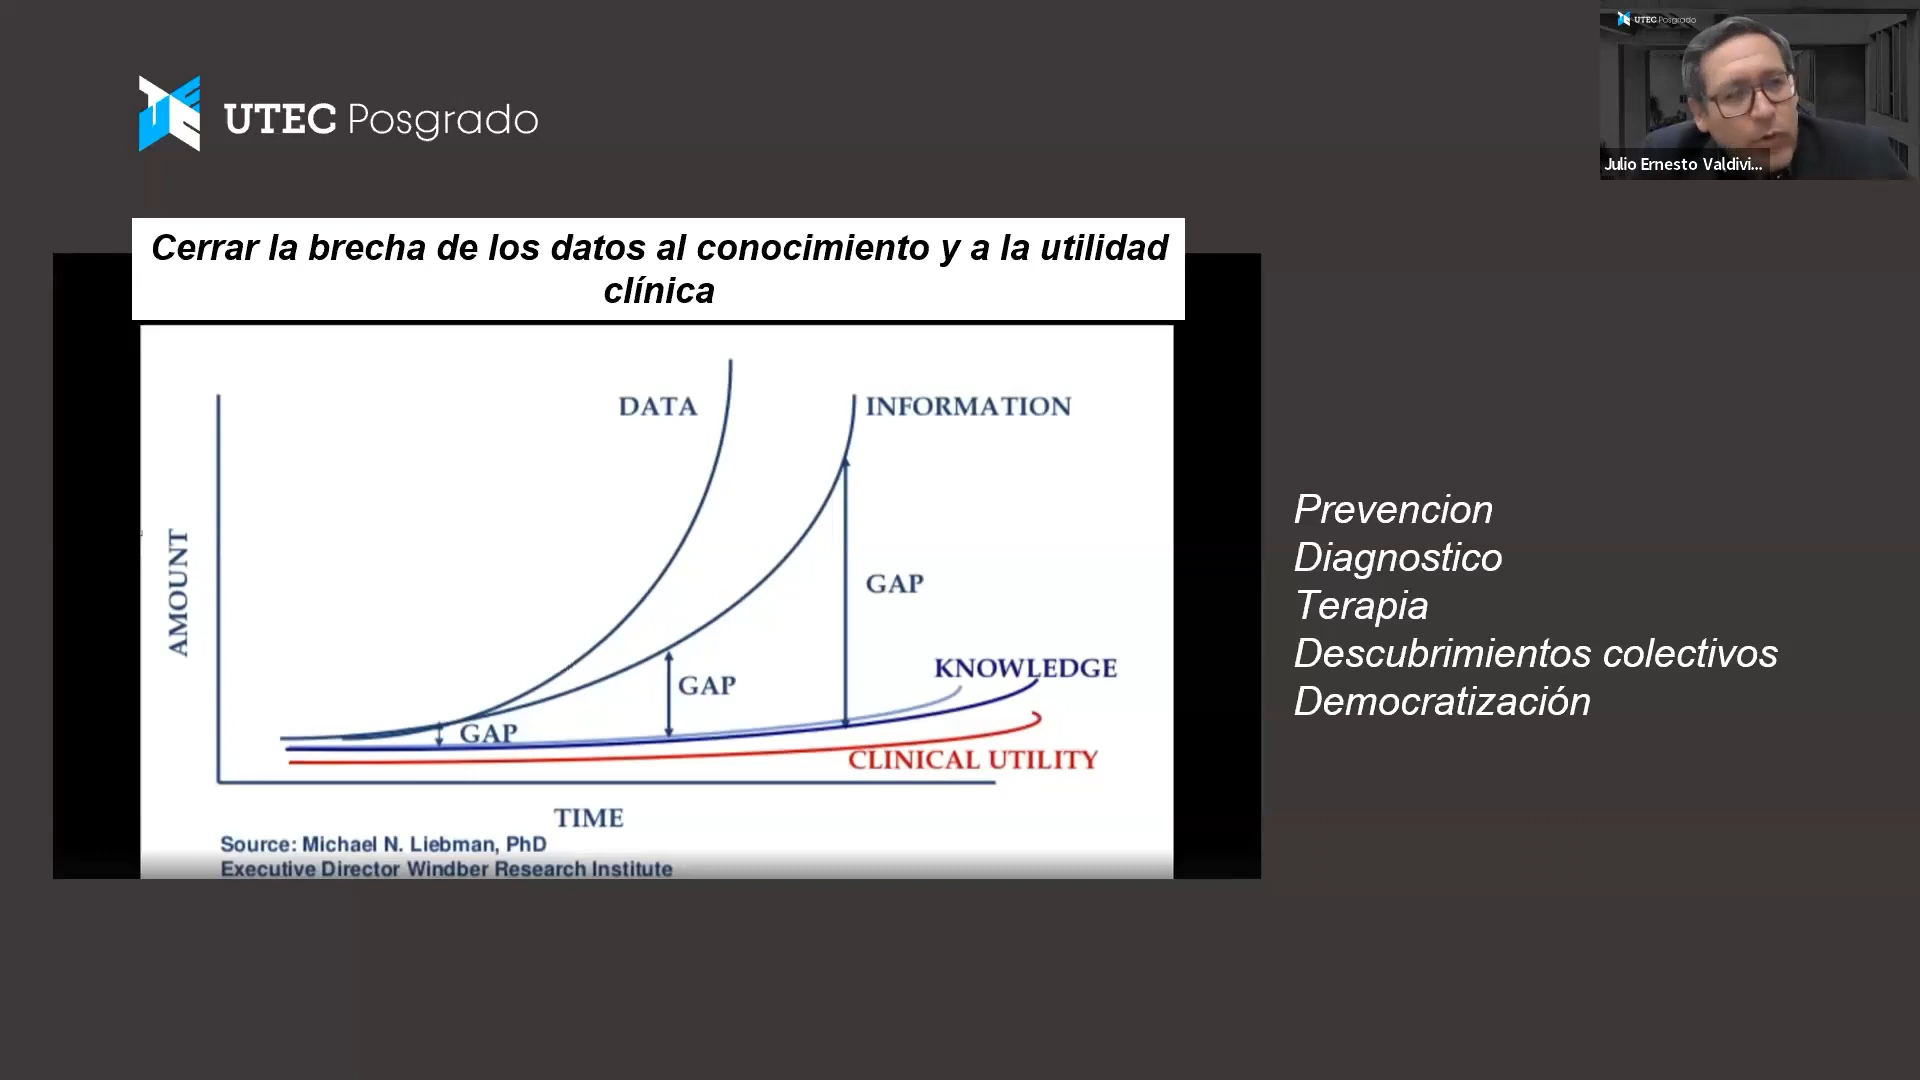 UTEC Posgrado
UTEC Posgrado
Julio Ernesto Valdivi...
Cerrar la brecha de los datos al conocimiento y a la utilidad
clínica
DATA
INFORMATION
AMOUNT
GAP
KNOWLEDGE
GAP
GAP
CLINICAL UTILITY
TIME
Source: Michael N. Liebman, PhD
Executive Director Windber Research Institute
Prevencion
Diagnostico
Terapia
Descubrimientos colectivos
Democratización